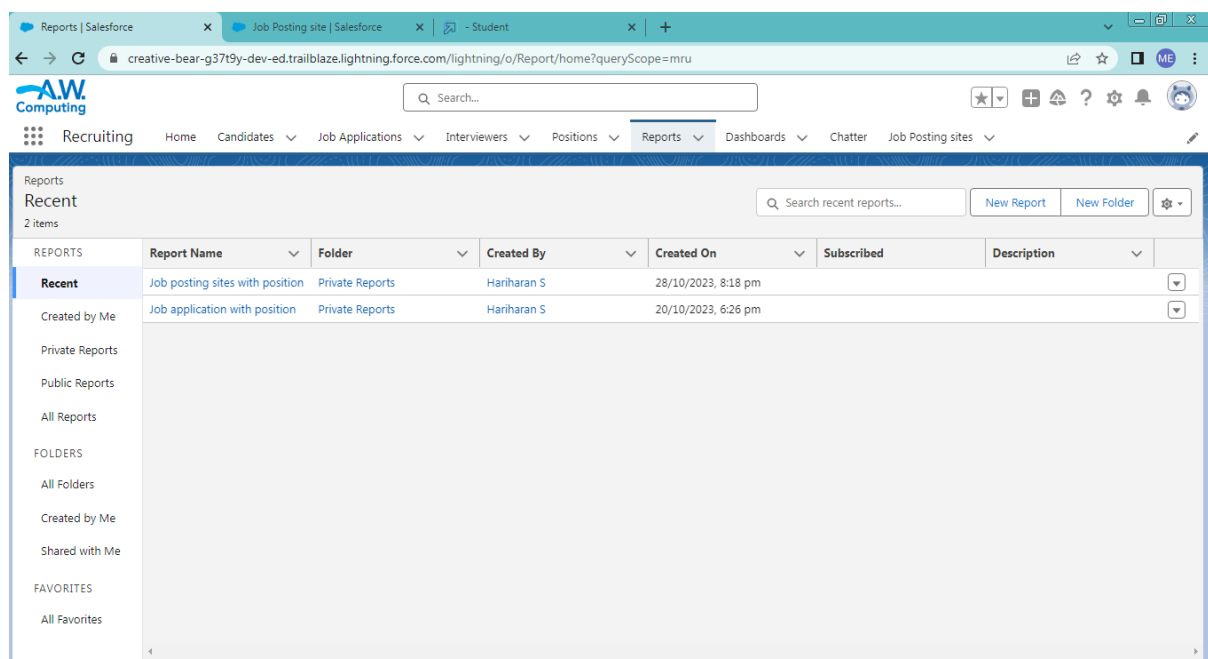 Reports | Salesforce
Job Posting site | Salesforce
- Student
creative-bear-g37t9y-dev-ed.trailblaze.lightning.force.com/lightning/o/Report/home?queryScope=mru
ME
A.W.
Computing
Search...
Recruiting Home Candidates Job Applications Interviewers Positions Reports Dashboards Chatter Job Posting sites
Reports
Recent
2 items
Search recent reports...
New Report
New Folder
REPORTS Report Name Folder Created By Created On Subscribed Description
Recent Job posting sites with position Private Reports Hariharan S 28/10/2023, 8:18 pm
Created by Me Job application with position Private Reports Hariharan S 20/10/2023, 6:26 pm
Private Reports
Public Reports
All Reports
FOLDERS
All Folders
Created by Me
Shared with Me
FAVORITES
All Favorites